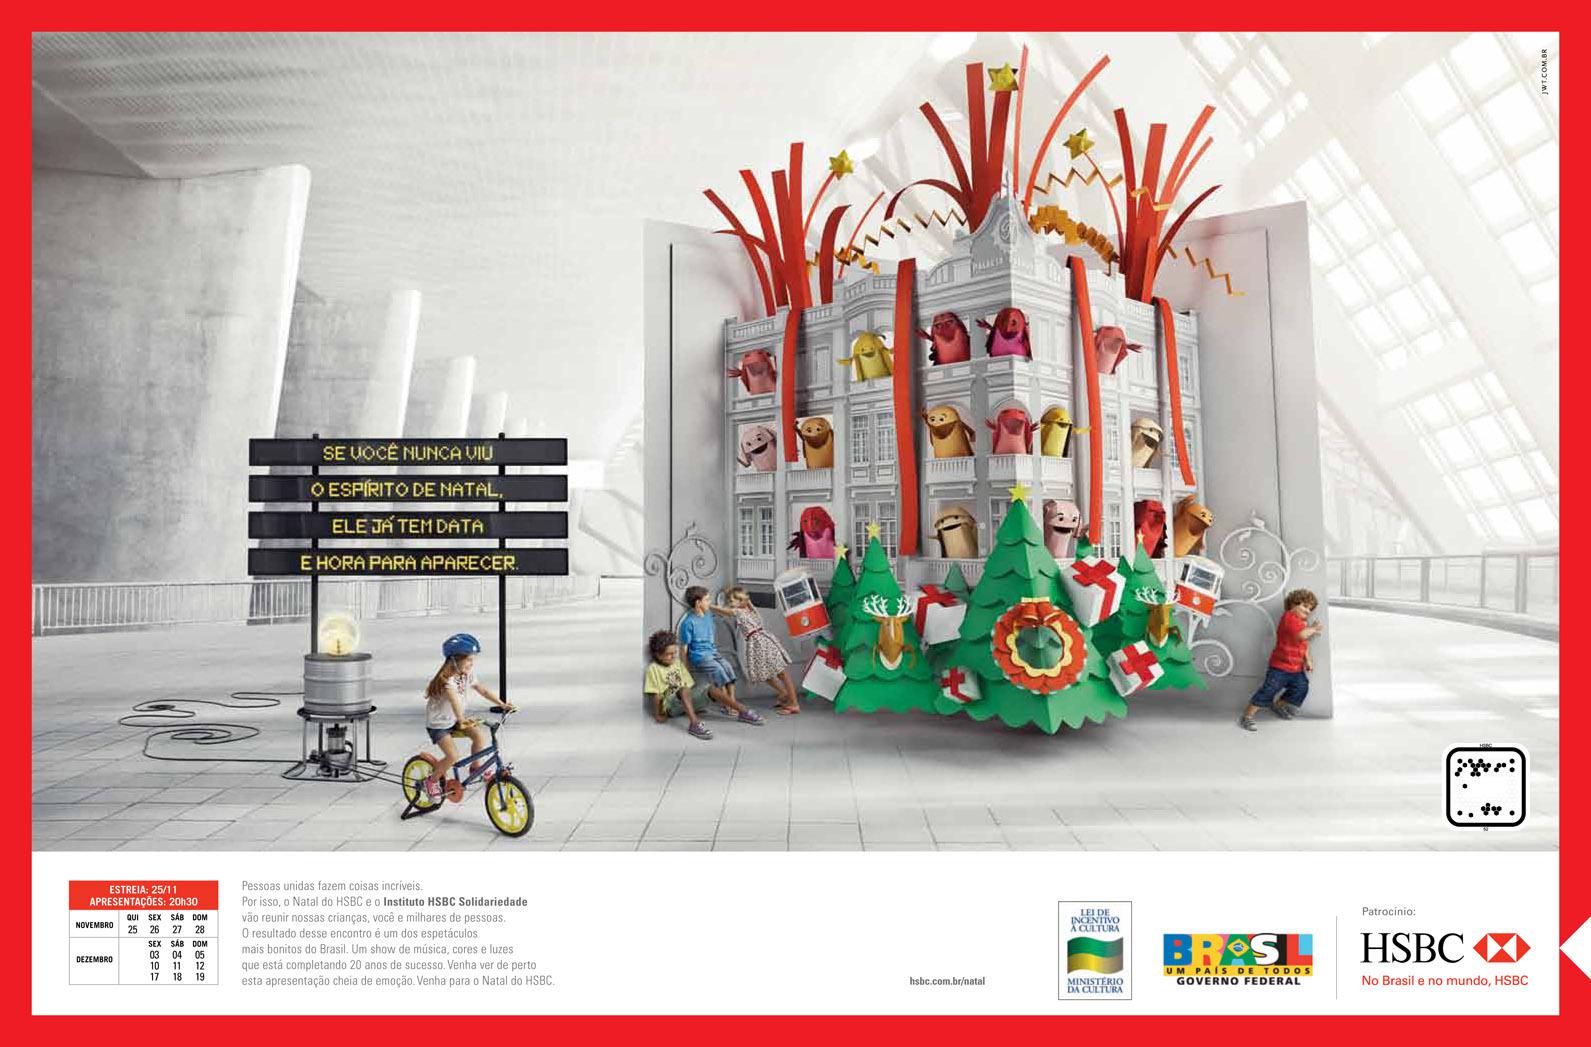 JWT.COM.BR
SE VOCÊ NUNCA VIU
O ESPÍRITO DE NATAL,
ELE JÁ TEM DATA
E HORA PARA APARECER.
HSBC
52
ESTREIA: 25/11
APRESENTAÇÕES: 20h30
QUI SEX SÁB DOM
NOVEMBRO 25 26 27 28
SEX SÁB DOM
03 04 05
DEZEMBRO 10 11 12
17 18 19
Pessoas unidas fazem coisas incríveis.
Por isso, o Natal do HSBC e o Instituto HSBC Solidariedade
vão reunir nossas crianças, você e milhares de pessoas.
O resultado desse encontro é um dos espetáculos
mais bonitos do Brasil. Um show de música, cores e luzes
que está completando 20 anos de sucesso. Venha ver de perto
esta apresentação cheia de emoção. Venha para o Natal do HSBC.
hsbc.com.br/natal
LEI DE
INCENTIVO
À CULTURA
MINISTÉRIO
DA CULTURA
BRASIL
UM PAÍS DE TODOS
GOVERNO FEDERAL
Patrocínio:
HSBC
No Brasil e no mundo, HSBC